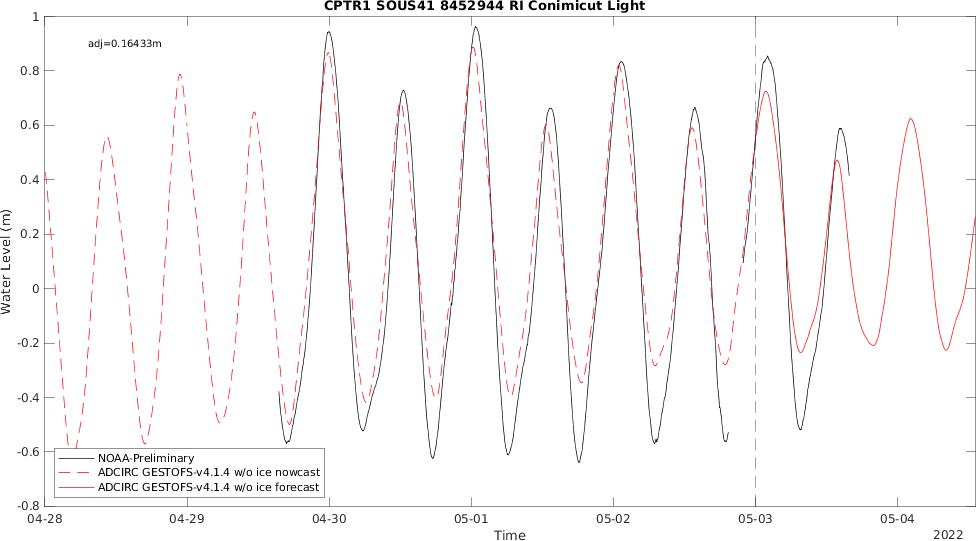 CPTR1 SOUS41 8452944 RI Conimicut Light
adj=0.16433m
Water Level (m)
1
0.8
0.6
0.4
0.2
0
-0.2
-0.4
-0.6
-0.8
NOAA-Preliminary
ADCIRC GESTOFS-v4.1.4 w/o ice nowcast
ADCIRC GESTOFS-v4.1.4 w/o ice forecast
04-28 04-29 04-30 05-01 05-02 05-03 05-04
Time
2022